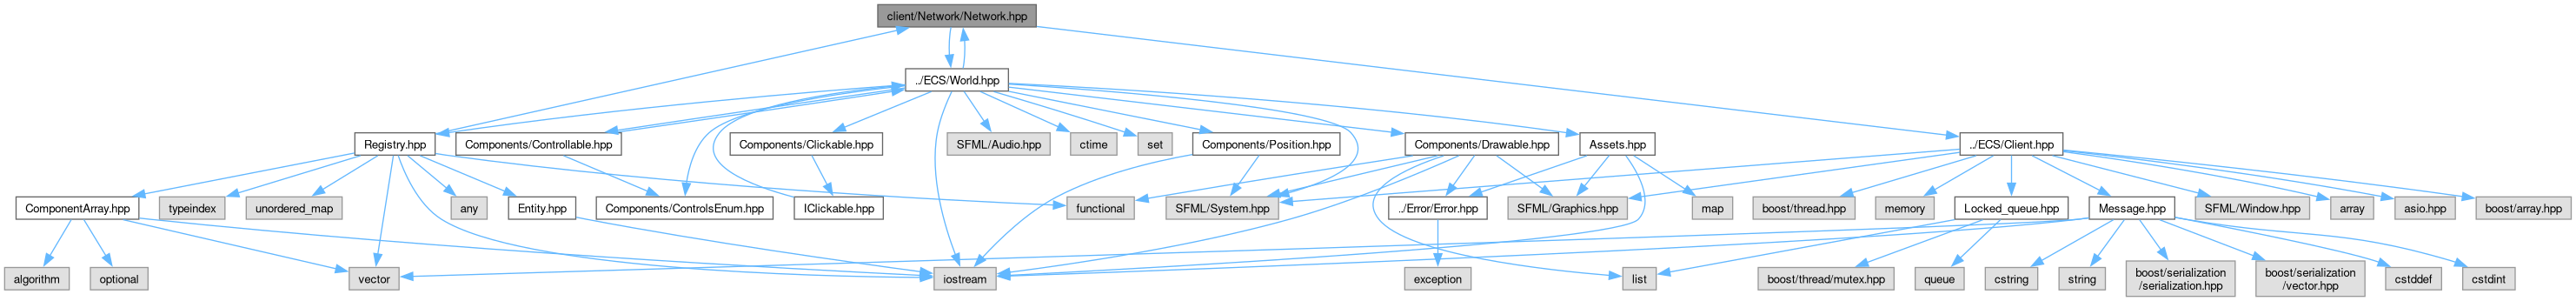 client/Network/Network.hpp
../ECS/World.hpp
Registry.hpp
Components/Controllable.hpp
Components/Clickable.hpp
SFML/Audio.hpp
ctime
set
Components/Position.hpp
Components/Drawable.hpp
Assets.hpp
../ECS/Client.hpp
ComponentArray.hpp
typeindex
unordered_map
any
Entity.hpp
Components/ControlsEnum.hpp
IClickable.hpp
functional
SFML/System.hpp
../Error/Error.hpp
SFML/Graphics.hpp
map
boost/thread.hpp
memory
Locked_queue.hpp
Message.hpp
SFML/Window.hpp
array
asio.hpp
boost/array.hpp
algorithm
optional
vector
iostream
exception
list
boost/thread/mutex.hpp
queue
cstring
string
boost/serialization
/serialization.hpp
boost/serialization
/vector.hpp
cstddef
cstdint